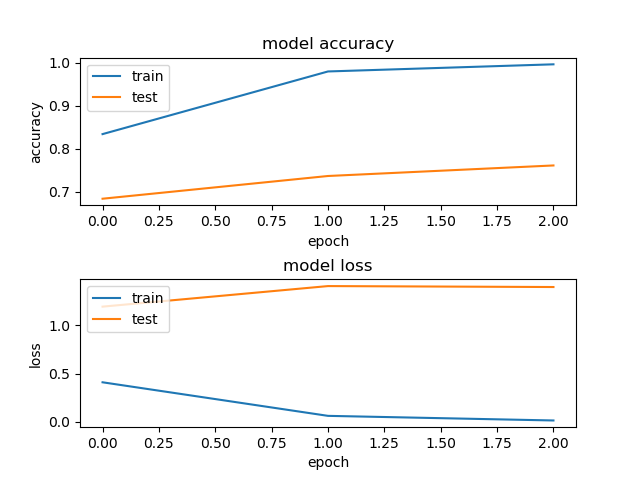 model accuracy
train
test
1.0
0.9
0.8
0.7
accuracy
0.00 0.25 0.50 0.75 1.00 1.25 1.50 1.75 2.00
epoch
model loss
train
test
1.0
0.5
0.0
loss
0.00 0.25 0.50 0.75 1.00 1.25 1.50 1.75 2.00
epoch